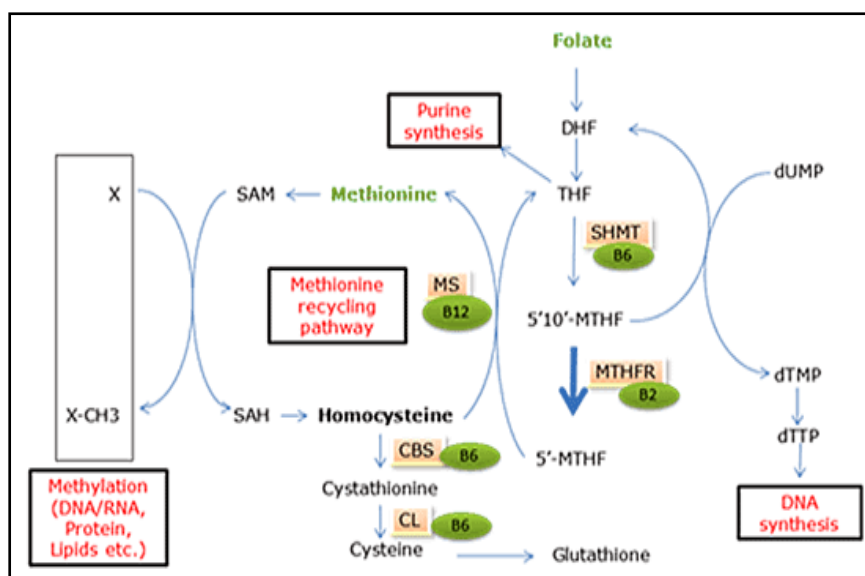 Folate
Purine
synthesis
DHF
dUMP
X
SAM
Methionine
THF
SHMT
B6
Methionine
recycling
pathway
MS
B12
5'10'-MTHF
MTHFR
B2
dTMP
X-CH3
SAH
Homocysteine
dTTP
CBS
B6
5'-MTHF
Cystathionine
Methylation
(DNA/RNA,
Protein,
Lipids etc.)
CL
B6
DNA
synthesis
Cysteine
Glutathione